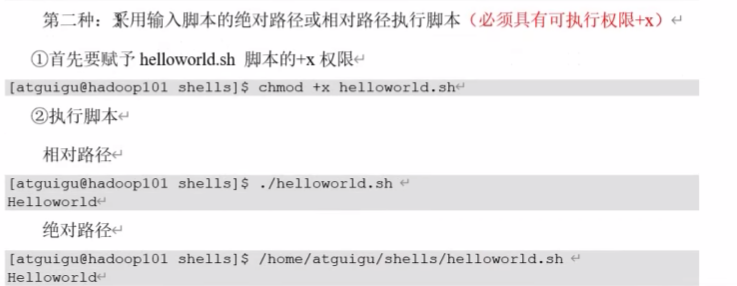 第二种：采用输入脚本的绝对路径或相对路径执行脚本（必须具有可执行权限+x）↵
①首先要赋予 helloworld.sh 脚本的+x 权限↵
[atguigu@hadoop101 shells]$ chmod +x helloworld.sh↵
②执行脚本↵
相对路径↵
[atguigu@hadoop101 shells]$ ./helloworld.sh ↵
Helloworld↵
绝对路径↵
[atguigu@hadoop101 shells]$ /home/atguigu/shells/helloworld.sh ↵
Helloworld↵